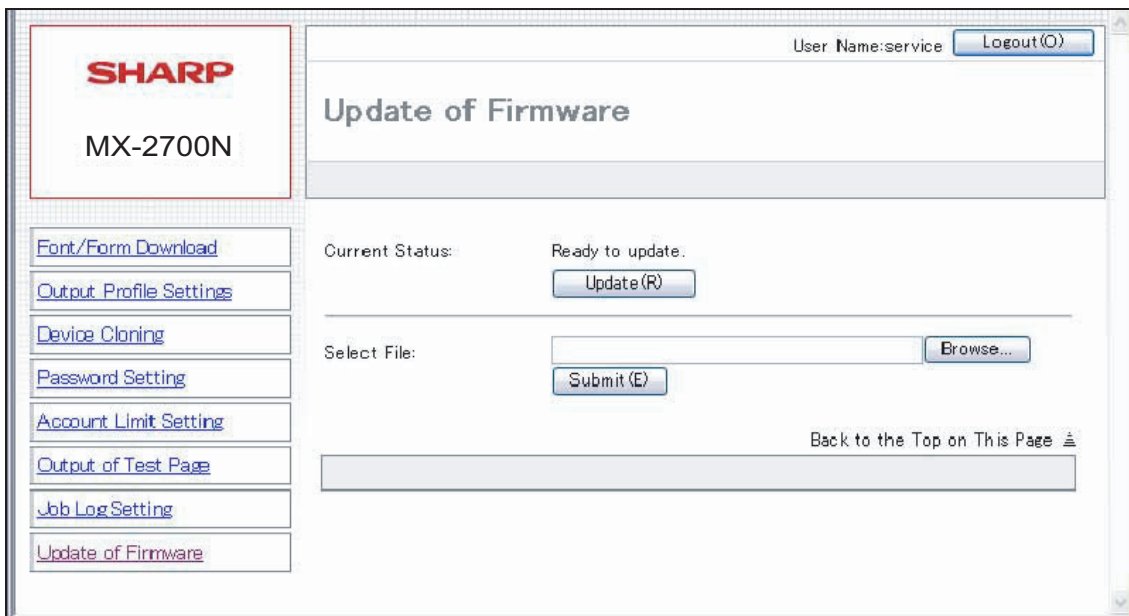 SHARP
MX-2700N
User Name:service
Logout(O)
Update of Firmware
Font/Form Download
Output Profile Settings
Device Cloning
Password Setting
Account Limit Setting
Output of Test Page
Job Log Setting
Update of Firmware
Current Status:
Ready to update.
Update(R)
Select File:
Browse...
Submit(E)
Back to the Top on This Page